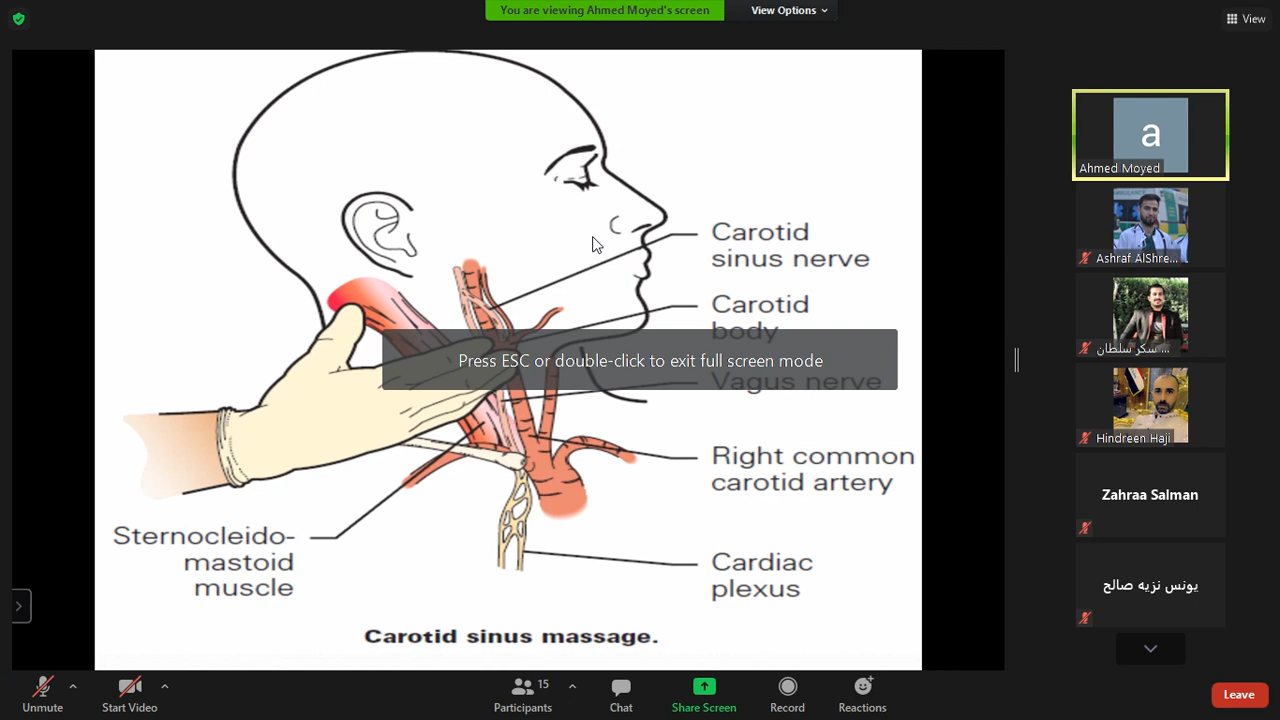 You are viewing Ahmed Moyed's screen
View Options
View
Carotid
sinus nerve
Carotid
body
Press ESC or double-click to exit full screen mode
Vagus nerve
Right common
carotid artery
Sternocleido-
mastoid
muscle
Cardiac
plexus
Carotid sinus massage.
a
Ahmed Moyed
Ashraf AlShre...
سكر سلطان ...
Hindreen Haji
Zahraa Salman
يونس نزيه صالح
Unmute
Start Video
15
Participants
Chat
Share Screen
Record
Reactions
Leave